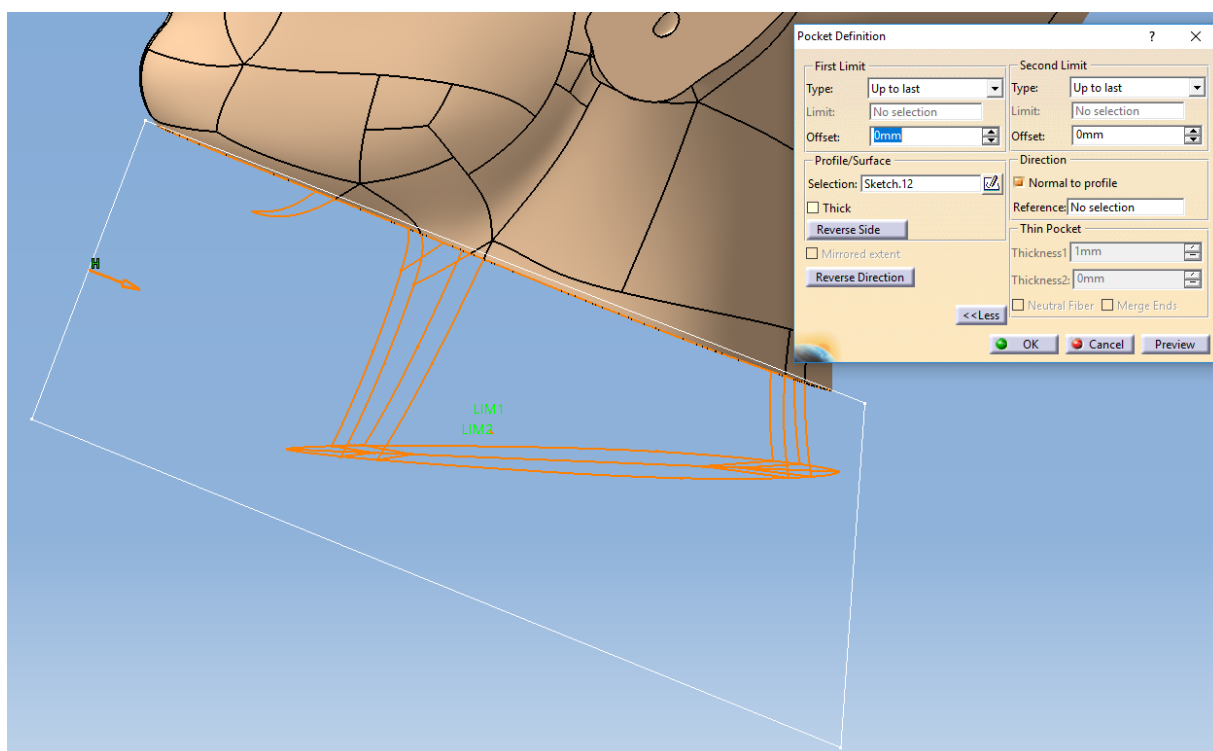 Pocket Definition ? X
First Limit
Type: Up to last
Limit: No selection
Offset: 0mm
Second Limit
Type: Up to last
Limit: No selection
Offset: 0mm
Profile/Surface
Selection: Sketch.12
Thick
Reverse Side
Mirrored extent
Reverse Direction
Direction
Normal to profile
Reference: No selection
Thin Pocket
Thickness1 1mm
Thickness2: 0mm
Neutral Fiber Merge Ends
<<Less
OK Cancel Preview
H
LIM1
LIM2